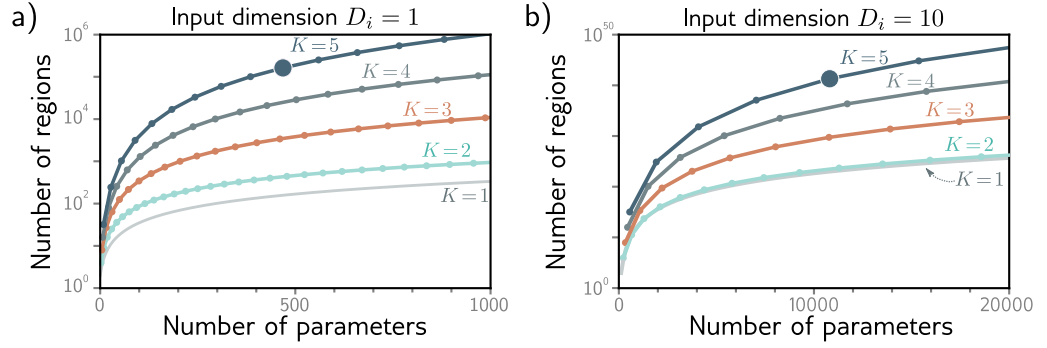 a)
Input dimension D_i = 1
Number of regions
10^6
10^4
10^2
10^0
K=5
K=4
K=3
K=2
K=1
0
500
1000
Number of parameters
b)
Input dimension D_i = 10
Number of regions
10^50
10^0
K=5
K=4
K=3
K=2
K=1
0
10000
20000
Number of parameters